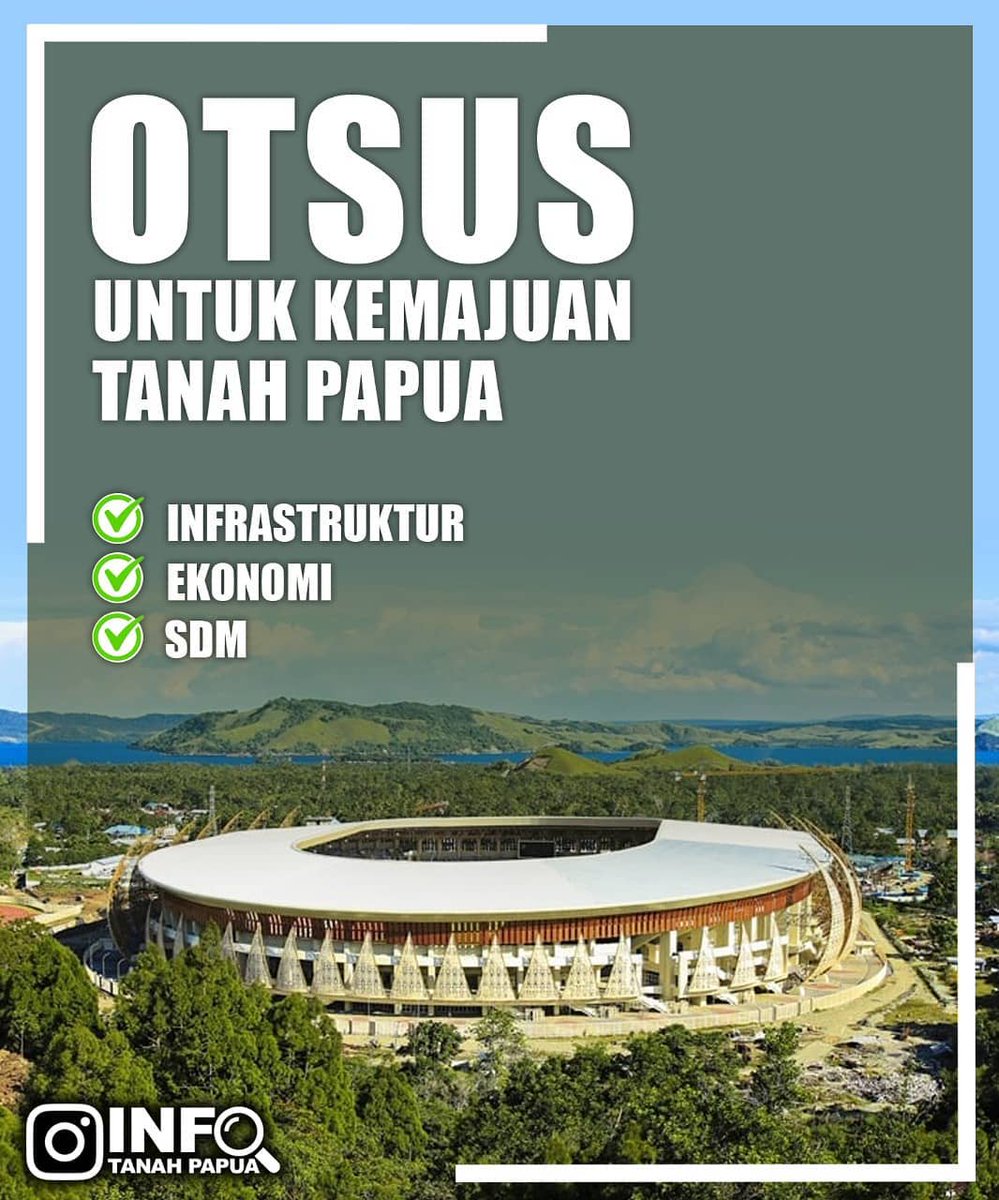 OTSUS
UNTUK KEMAJUAN
TANAH PAPUA
INFRASTRUKTUR
EKONOMI
SDM
INFO
TANAH PAPUA